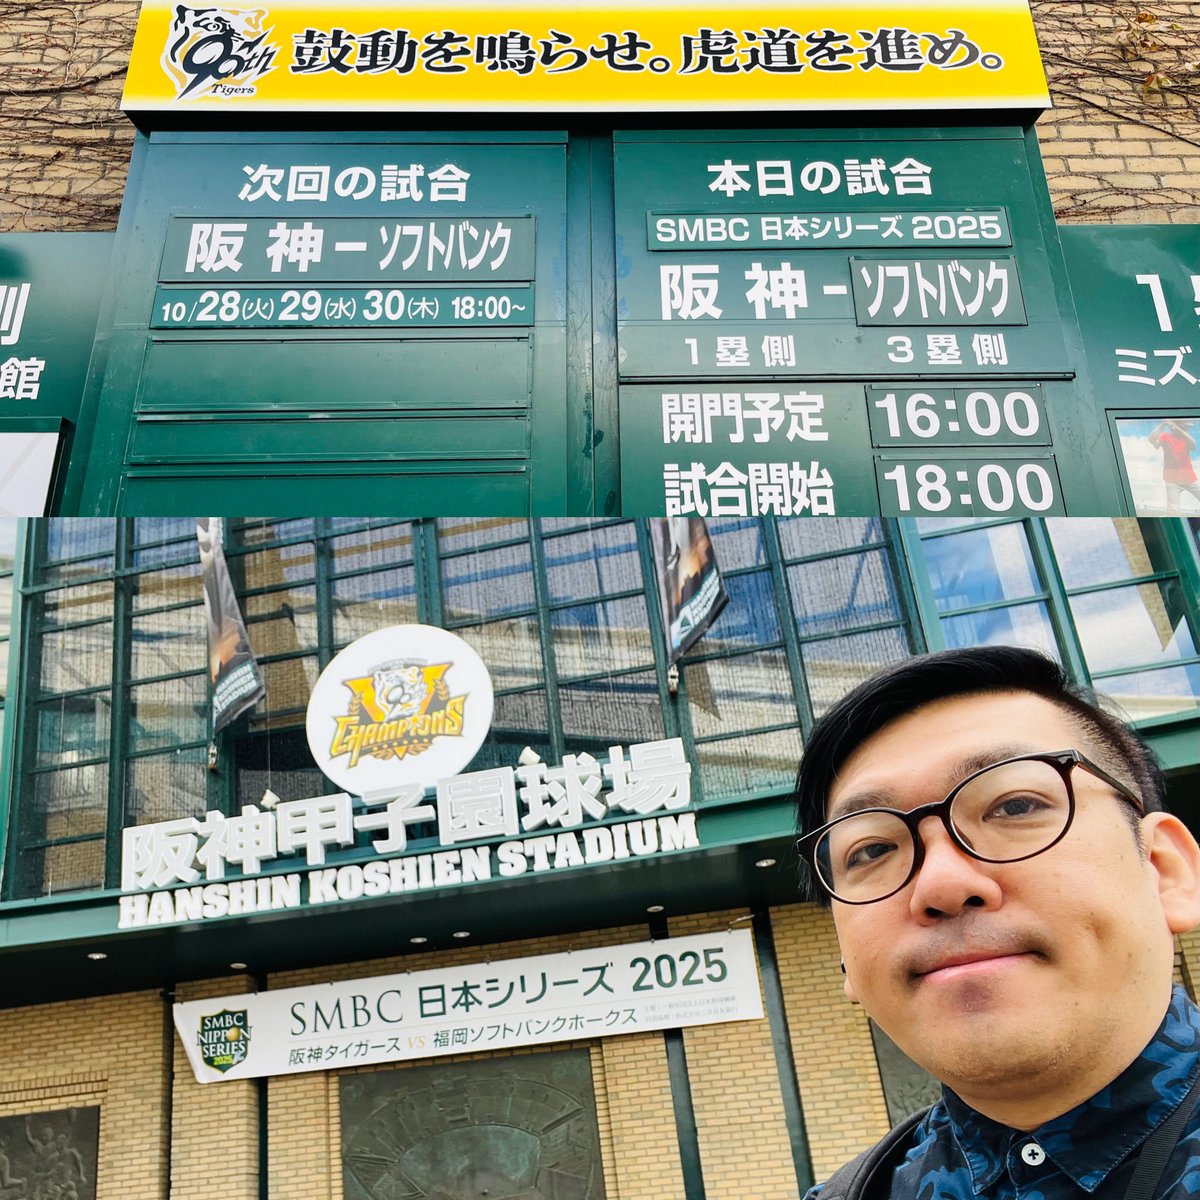 90th
Tigers
鼓動を鳴らせ。虎道を進め。
次回の試合
阪神ーソフトバンク
10/28(火)29(水)30(木) 18:00~
本日の試合
SMBC 日本シリーズ 2025
阪神-ソフトバンク
1塁側 3塁側
開門予定 16:00
試合開始 18:00
館
ミズ
90th
CHAMPIONS
阪神甲子園球場
HANSHIN KOSHIEN STADIUM
SMBC 日本シリーズ 2025
阪神タイガース VS 福岡ソフトバンクホークス
SMBC
NIPPON
SERIES
2025